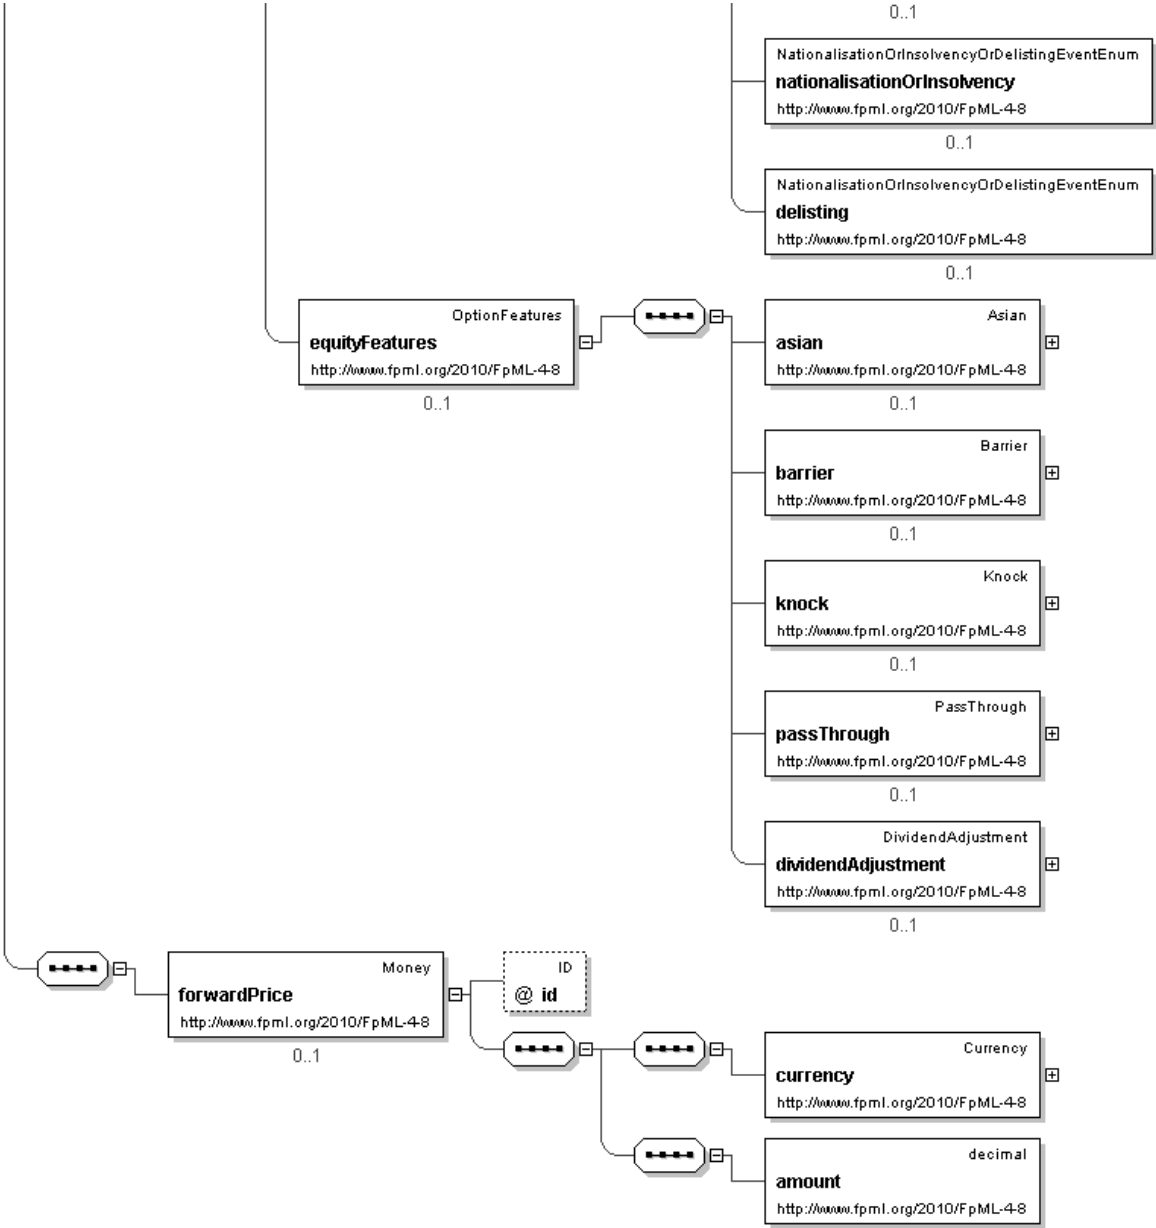 0..1
NationalisationOrInsolvencyOrDelistingEventEnum
nationalisationOrInsolvency
http://www.fpml.org/2010/FpML-4-8
0..1
NationalisationOrInsolvencyOrDelistingEventEnum
delisting
http://www.fpml.org/2010/FpML-4-8
0..1
OptionFeatures
equityFeatures
http://www.fpml.org/2010/FpML-4-8
0..1
Asian
asian
http://www.fpml.org/2010/FpML-4-8
0..1
Barrier
barrier
http://www.fpml.org/2010/FpML-4-8
0..1
Knock
knock
http://www.fpml.org/2010/FpML-4-8
0..1
PassThrough
passThrough
http://www.fpml.org/2010/FpML-4-8
0..1
DividendAdjustment
dividendAdjustment
http://www.fpml.org/2010/FpML-4-8
0..1
Money
forwardPrice
http://www.fpml.org/2010/FpML-4-8
0..1
ID
@ id
Currency
currency
http://www.fpml.org/2010/FpML-4-8
decimal
amount
http://www.fpml.org/2010/FpML-4-8